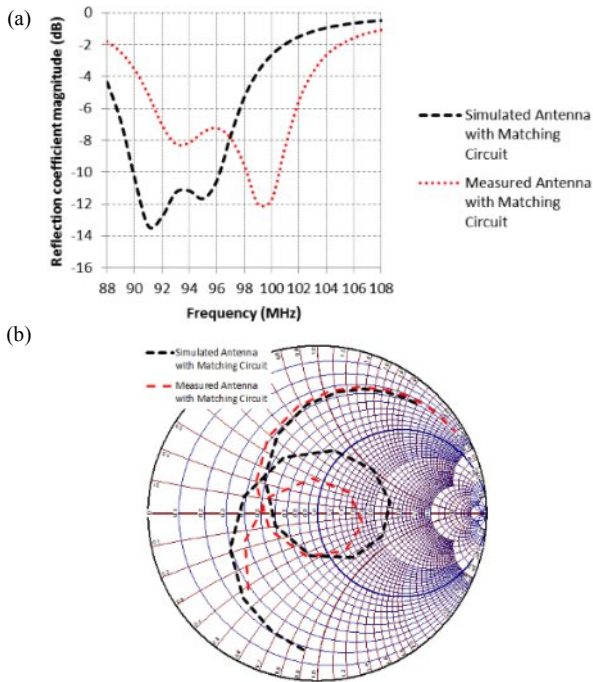 (a)
Reflection coefficient magnitude (dB)
0
-2
-4
-6
-8
-10
-12
-14
-16
88 90 92 94 96 98 100 102 104 106 108
Frequency (MHz)
Simulated Antenna
with Matching
Circuit
Measured Antenna
with Matching
Circuit
(b)
Simulated Antenna
with Matching Circuit
Measured Antenna
with Matching Circuit